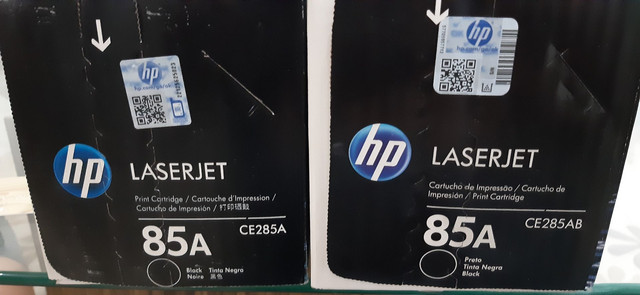 hp
hp
LASERJET
Print Cartridge / Cartouche d'Impression /
Cartucho de Impresión / 打印硒鼓
85A
CE285A
Black Tinta Negro
Noire 黑色
hp
hp
LASERJET
Cartucho de Impressão / Cartucho de
Impresión / Print Cartridge
85A
CE285AB
Preto
Tinta Negra
Black